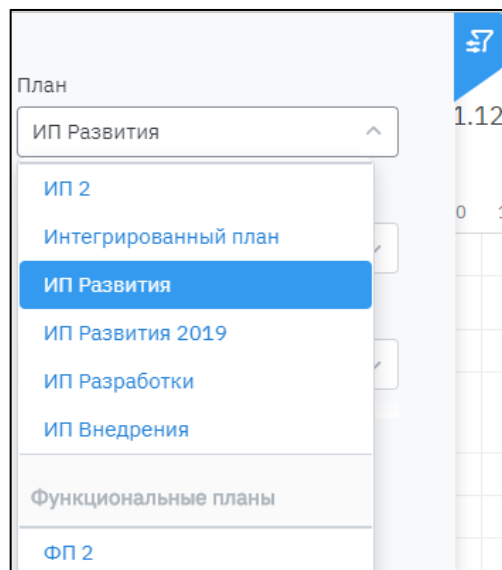 План
ИП Развития
1.12
0
ИП 2
Интегрированный план
ИП Развития
ИП Развития 2019
ИП Разработки
ИП Внедрения
Функциональные планы
ФП 2